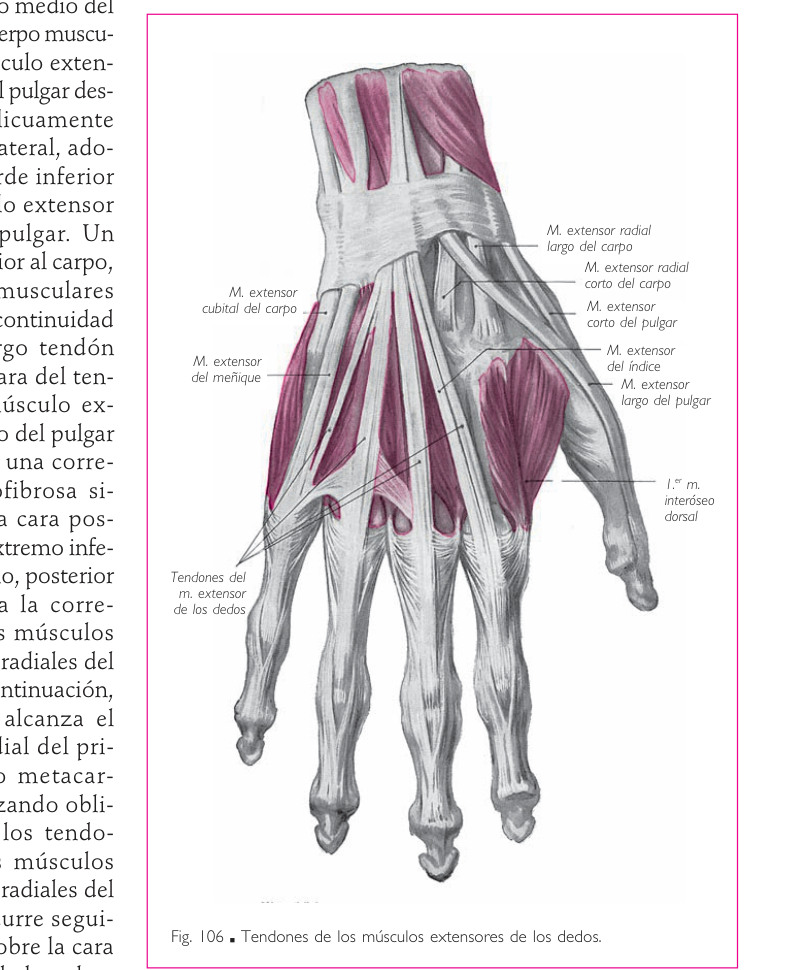 o medio del
erpo muscu-
culo exten-
l pulgar des-
licuamente
ateral, ado-
rde inferior
lo extensor
pulgar. Un
ior al carpo,
musculares
continuidad
rgo tendón
ara del ten-
úsculo ex-
o del pulgar
una corre-
ofibrosa si-
a cara pos-
xtremo infe-
o, posterior
a la corre-
s músculos
radiales del
ntinuación,
alcanza el
dial del pri-
o metacar-
zando obli-
los tendo-
s músculos
radiales del
urre segui-
obre la cara
M. extensor radial
largo del carpo
M. extensor radial
corto del carpo
M. extensor
cubital del carpo
M. extensor
corto del pulgar
M. extensor
del índice
M. extensor
del meñique
M. extensor
largo del pulgar
1.er m.
interóseo
dorsal
Tendones del
m. extensor
de los dedos
Fig. 106 ■ Tendones de los músculos extensores de los dedos.